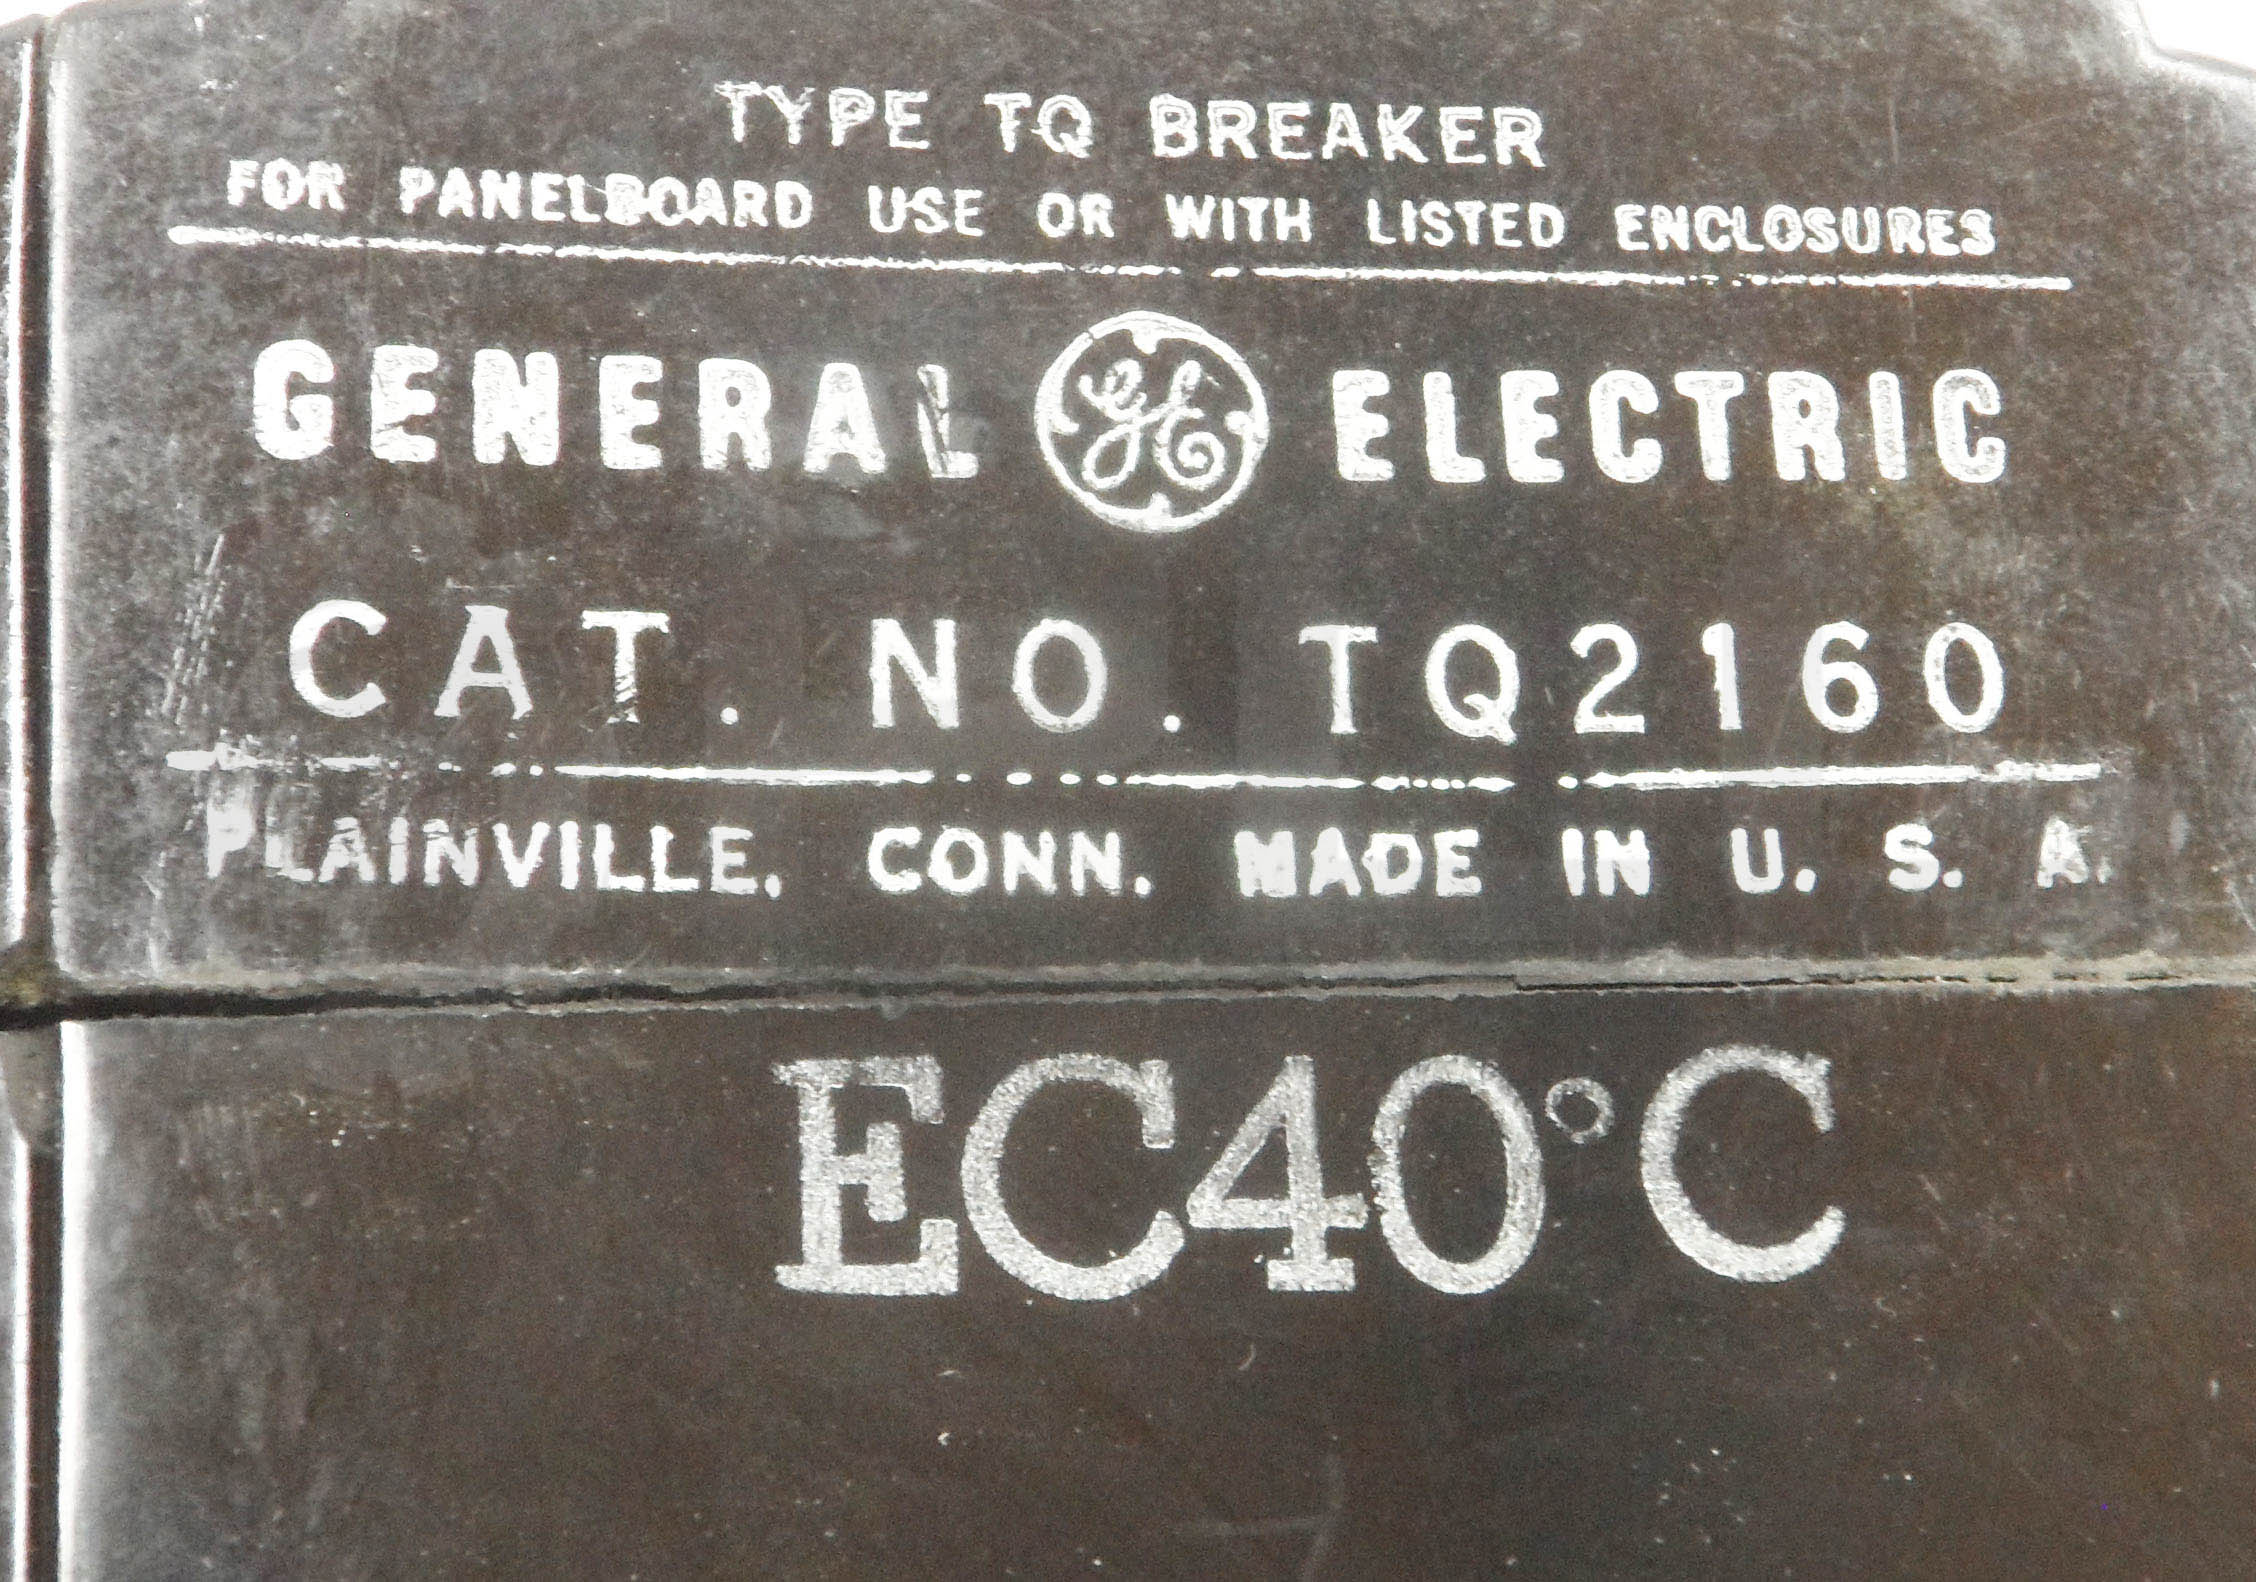 TYPE TQ BREAKER
FOR PANELBOARD USE OR WITH LISTED ENCLOSURES
GENERAL GE ELECTRIC
CAT. NO. TQ2160
PLAINVILLE, CONN. MADE IN U. S. A.
EC40°C